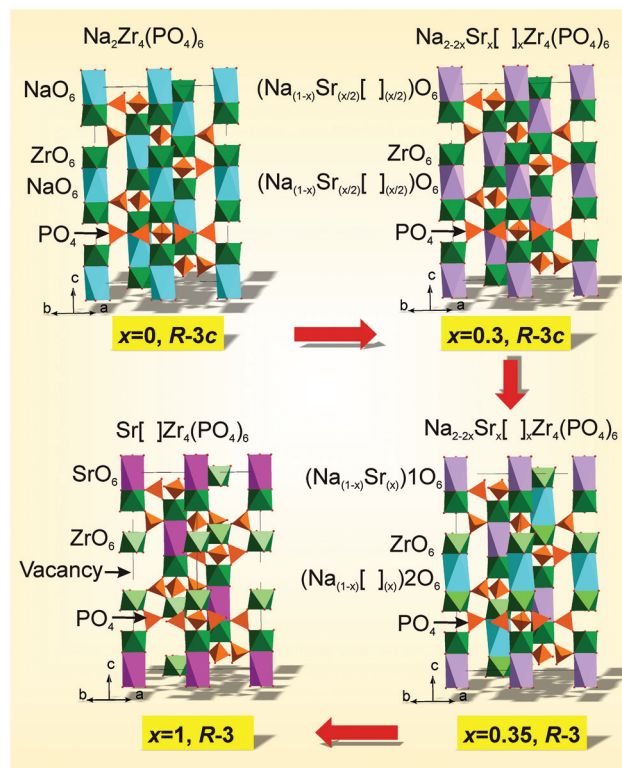 Na₂Zr₄(PO₄)₆
NaO₆
ZrO₆
NaO₆
PO₄
c
b
a
x=0, R-3c
Na₂₋₂ₓSrₓ[ ]ₓZr₄(PO₄)₆
(Na₍₁₋ₓ₎Sr₍ₓ/₂₎[ ]₍ₓ/₂₎)O₆
ZrO₆
(Na₍₁₋ₓ₎Sr₍ₓ/₂₎[ ]₍ₓ/₂₎)O₆
PO₄
c
b
a
x=0.3, R-3c
Sr[ ]Zr₄(PO₄)₆
SrO₆
ZrO₆
Vacancy
PO₄
c
b
a
x=1, R-3
Na₂₋₂ₓSrₓ[ ]ₓZr₄(PO₄)₆
(Na₍₁₋ₓ₎Sr₍ₓ₎)1O₆
ZrO₆
(Na₍₁₋ₓ₎[ ]₍ₓ₎)2O₆
PO₄
c
b
a
x=0.35, R-3